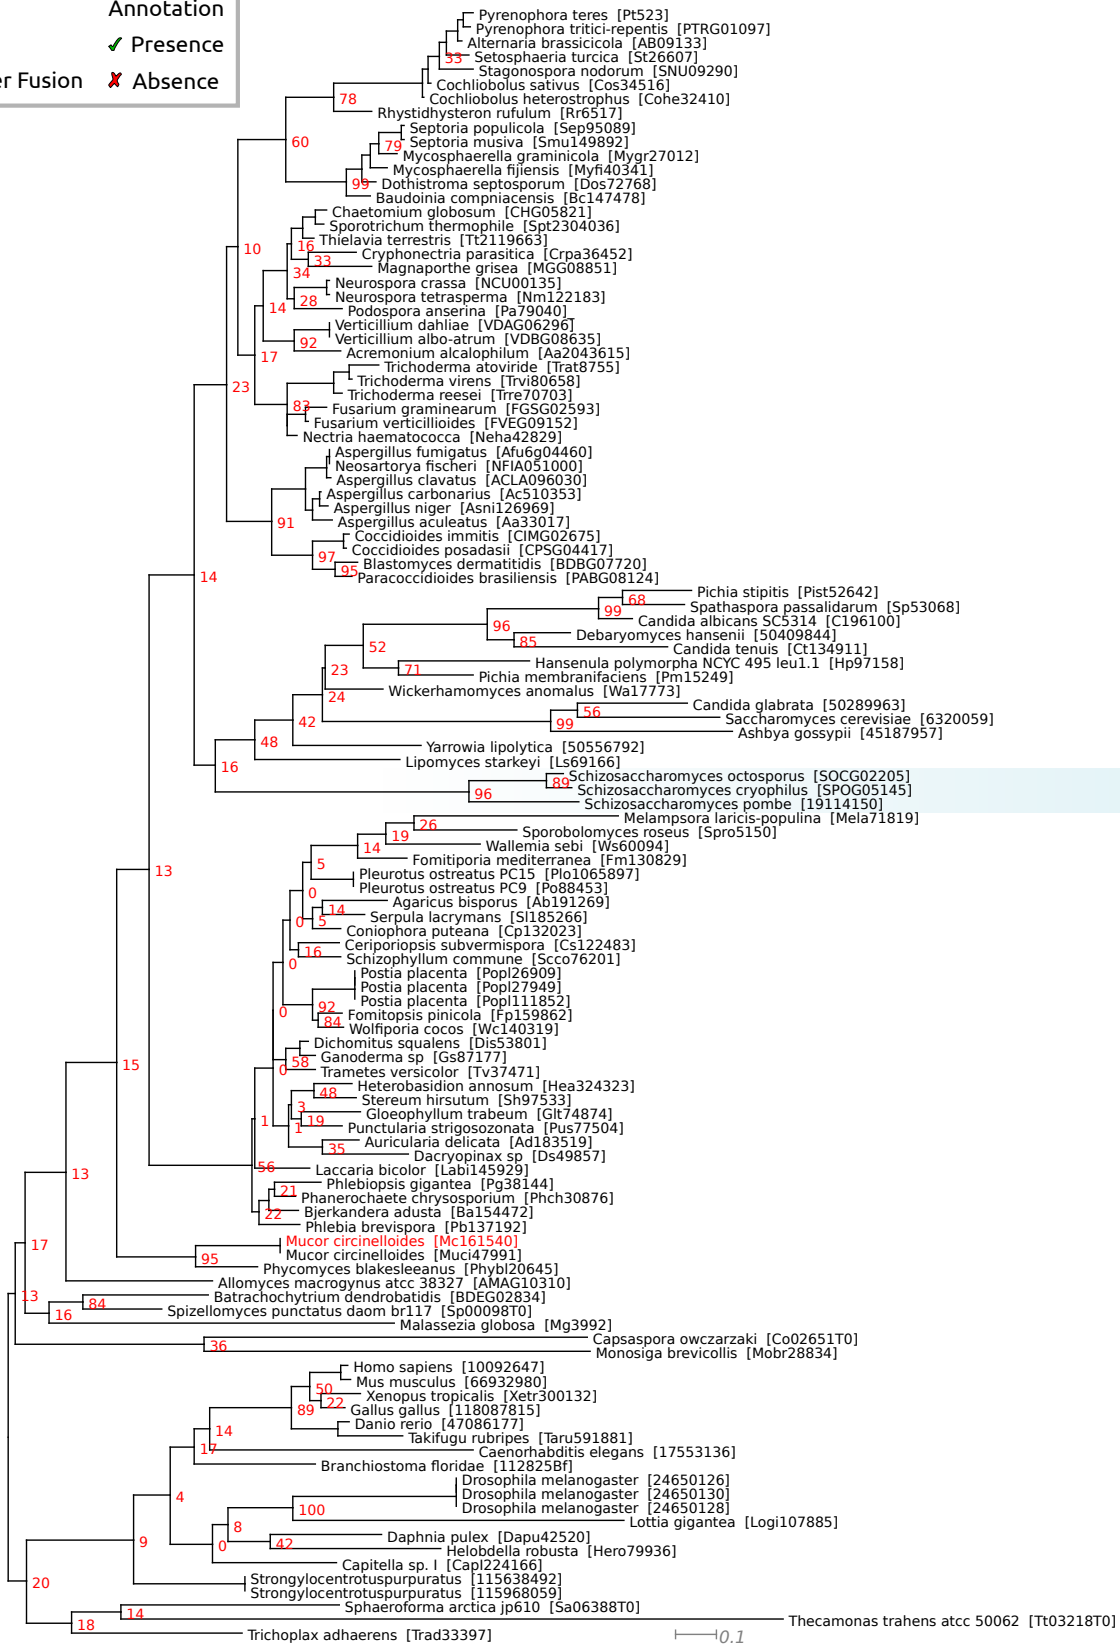 Annotation
✓ Presence
er Fusion ✗ Absence
Pyrenophora teres [Pt523]
Pyrenophora tritici-repentis [PTRG01097]
Alternaria brassicicola [AB09133]
33 Setosphaeria turcica [St26607]
Stagonospora nodorum [SNU09290]
Cochliobolus sativus [Cos34516]
78 Cochliobolus heterostrophus [Cohe32410]
Rhystidhysteron rufulum [Rr6517]
Septoria populicola [Sep95089]
60 79 Septoria musiva [Smu149892]
Mycosphaerella graminicola [Mygr27012]
Mycosphaerella fijiensis [Myfi40341]
99 Dothistroma septosporum [Dos72768]
Baudoinia compniacensis [Bc147478]
Chaetomium globosum [CHG05821]
Sporotrichum thermophile [Spt2304036]
10 16 Thielavia terrestris [Tt2119663]
33 Cryphonectria parasitica [Crpa36452]
34 Magnaporthe grisea [MGG08851]
Neurospora crassa [NCU00135]
28 Neurospora tetrasperma [Nm122183]
14 Podospora anserina [Pa79040]
Verticillium dahliae [VDAG06296]
92 Verticillium albo-atrum [VDBG08635]
17 Acremonium alcalophilum [Aa2043615]
Trichoderma atoviride [Trat8755]
23 Trichoderma virens [Trvi80658]
Trichoderma reesei [Trre70703]
83 Fusarium graminearum [FGSG02593]
Fusarium verticillioides [FVEG09152]
Nectria haematococca [Neha42829]
Aspergillus fumigatus [Afu6g04460]
Neosartorya fischeri [NFIA051000]
Aspergillus clavatus [ACLA096030]
Aspergillus carbonarius [Ac510353]
Aspergillus niger [Asni126969]
91 Aspergillus aculeatus [Aa33017]
Coccidioides immitis [CIMG02675]
97 Coccidioides posadasii [CPSG04417]
95 Blastomyces dermatitidis [BDBG07720]
14 Paracoccidioides brasiliensis [PABG08124]
Pichia stipitis [Pist52642]
68 Spathaspora passalidarum [Sp53068]
99 Candida albicans SC5314 [C196100]
96 Debaryomyces hansenii [50409844]
52 85 Candida tenuis [Ct134911]
Hansenula polymorpha NCYC 495 leu1.1 [Hp97158]
23 71 Pichia membranifaciens [Pm15249]
24 Wickerhamomyces anomalus [Wa17773]
Candida glabrata [50289963]
42 99 56 Saccharomyces cerevisiae [6320059]
Ashbya gossypii [45187957]
48 Yarrowia lipolytica [50556792]
16 Lipomyces starkeyi [Ls69166]
Schizosaccharomyces octosporus [SOCG02205]
96 89 Schizosaccharomyces cryophilus [SPOG05145]
Schizosaccharomyces pombe [19114150]
Melampsora laricis-populina [Mela71819]
26 Sporobolomyces roseus [Spro5150]
14 19 Wallemia sebi [Ws60094]
5 Fomitiporia mediterranea [Fm130829]
13 Pleurotus ostreatus PC15 [Plo1065897]
0 Pleurotus ostreatus PC9 [Po88453]
14 Agaricus bisporus [Ab191269]
0 5 Serpula lacrymans [Sl185266]
Coniophora puteana [Cp132023]
16 Ceriporiopsis subvermispora [Cs122483]
0 Schizophyllum commune [Scco76201]
Postia placenta [Popl26909]
Postia placenta [Popl27949]
92 Postia placenta [Popl111852]
0 84 Fomitopsis pinicola [Fp159862]
Wolfiporia cocos [Wc140319]
Dichomitus squalens [Dis53801]
15 58 Ganoderma sp [Gs87177]
0 Trametes versicolor [Tv37471]
Heterobasidion annosum [Hea324323]
48 Stereum hirsutum [Sh97533]
3 Gloeophyllum trabeum [Glt74874]
1 1 19 Punctularia strigosozonata [Pus77504]
Auricularia delicata [Ad183519]
35 Dacryopinax sp [Ds49857]
13 56 Laccaria bicolor [Labi145929]
21 Phlebiopsis gigantea [Pg38144]
Phanerochaete chrysosporium [Phch30876]
22 Bjerkandera adusta [Ba154472]
Phlebia brevispora [Pb137192]
17 Mucor circinelloides [Mc161540]
95 Mucor circinelloides [Muci47991]
Phycomyces blakesleeanus [Phybl20645]
Allomyces macrogynus atcc 38327 [AMAG10310]
13 84 Batrachochytrium dendrobatidis [BDEG02834]
16 Spizellomyces punctatus daom br117 [Sp00098T0]
Malassezia globosa [Mg3992]
36 Capsaspora owczarzaki [Co02651T0]
Monosiga brevicollis [Mobr28834]
Homo sapiens [10092647]
50 Mus musculus [66932980]
22 Xenopus tropicalis [Xetr300132]
89 Gallus gallus [118087815]
14 Danio rerio [47086177]
Takifugu rubripes [Taru591881]
17 Caenorhabditis elegans [17553136]
Branchiostoma floridae [112825Bf]
Drosophila melanogaster [24650126]
4 Drosophila melanogaster [24650130]
100 Drosophila melanogaster [24650128]
8 Lottia gigantea [Logi107885]
9 Daphnia pulex [Dapu42520]
0 42 Helobdella robusta [Hero79936]
Capitella sp. I [CapI224166]
20 Strongylocentrotuspurpuratus [115638492]
Strongylocentrotuspurpuratus [115968059]
14 Sphaeroforma arctica jp610 [Sa06388T0]
18 Thecamonas trahens atcc 50062 [Tt03218T0]
Trichoplax adhaerens [Trad33397]
0.1